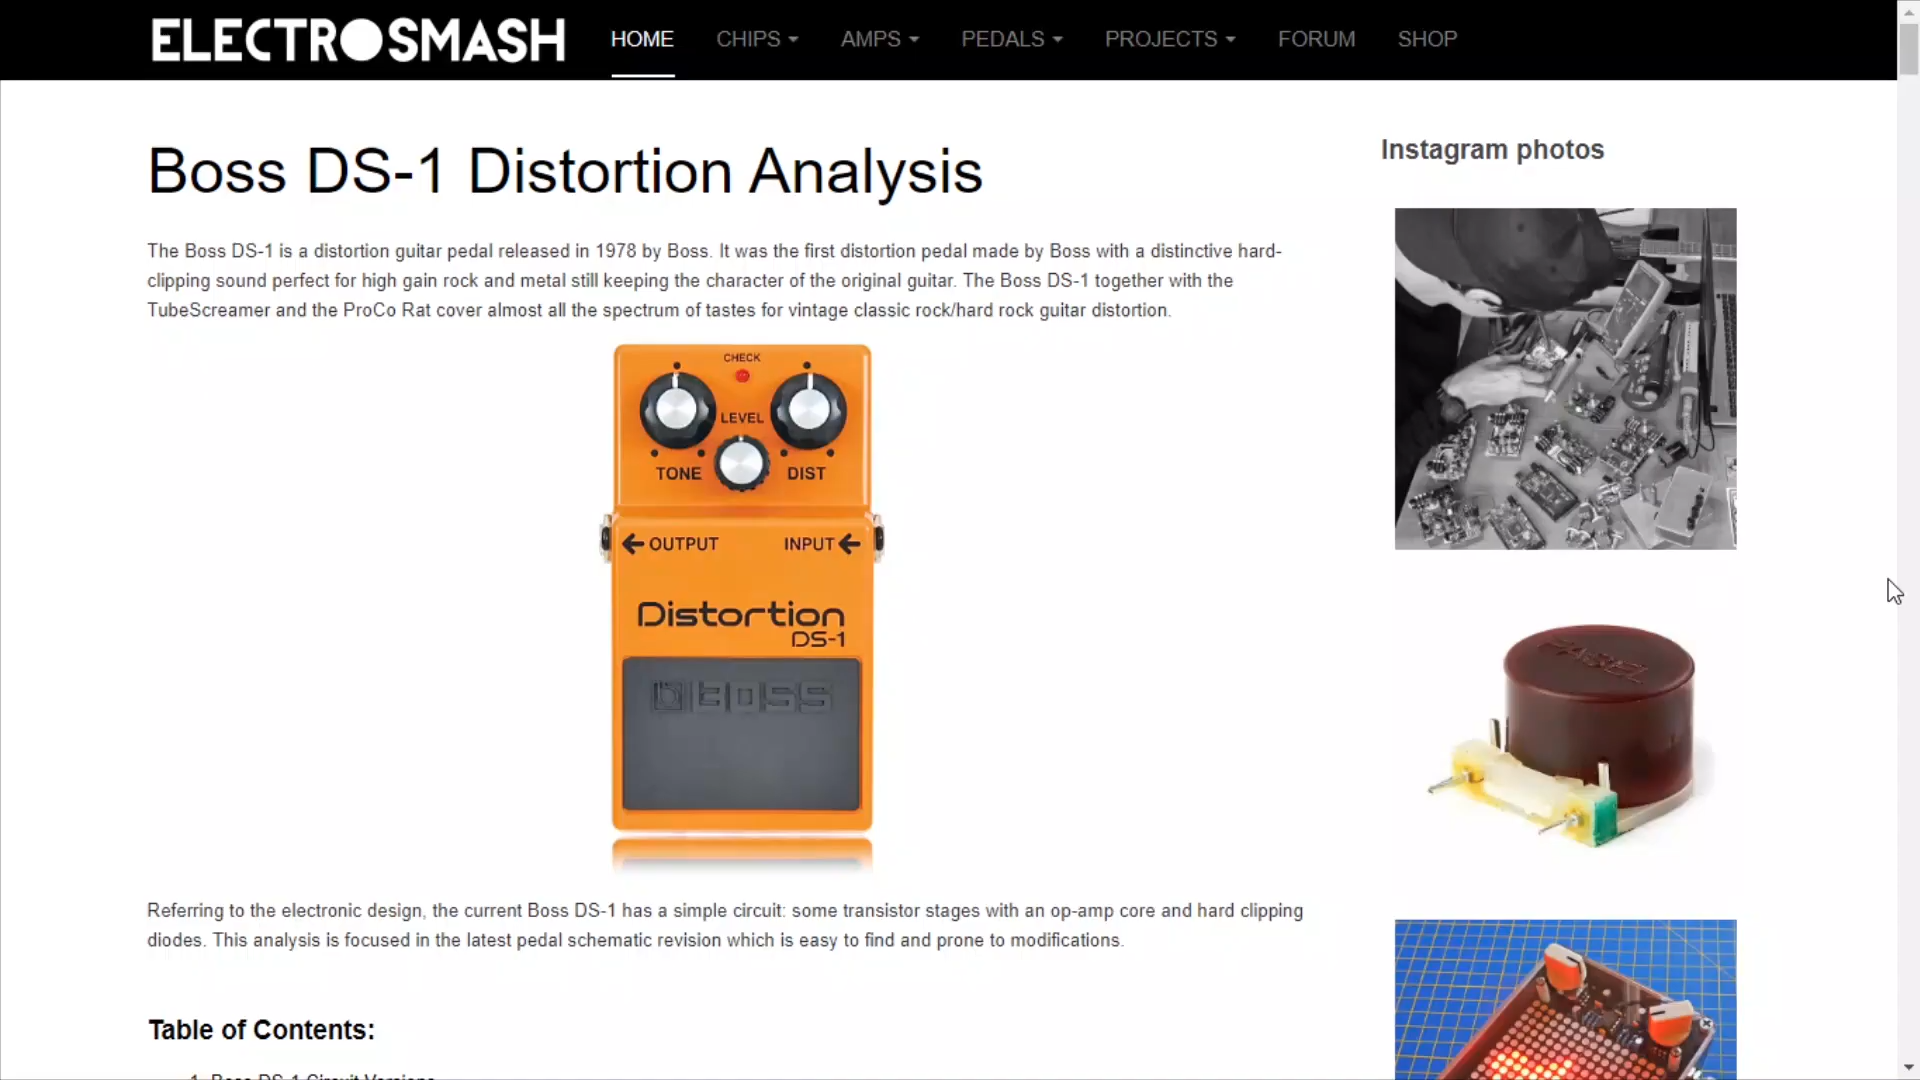 ELECTROSMASH
HOME CHIPS AMPS PEDALS PROJECTS FORUM SHOP
Boss DS-1 Distortion Analysis
The Boss DS-1 is a distortion guitar pedal released in 1978 by Boss. It was the first distortion pedal made by Boss with a distinctive hard-
clipping sound perfect for high gain rock and metal still keeping the character of the original guitar. The Boss DS-1 together with the
TubeScreamer and the ProCo Rat cover almost all the spectrum of tastes for vintage classic rock/hard rock guitar distortion.
CHECK
LEVEL
TONE DIST
OUTPUT INPUT
Distortion
DS-1
BOSS
Referring to the electronic design, the current Boss DS-1 has a simple circuit: some transistor stages with an op-amp core and hard clipping
diodes. This analysis is focused in the latest pedal schematic revision which is easy to find and prone to modifications.
Table of Contents:
1. Boss DS-1 Circuit Versions
Instagram photos
FABEL